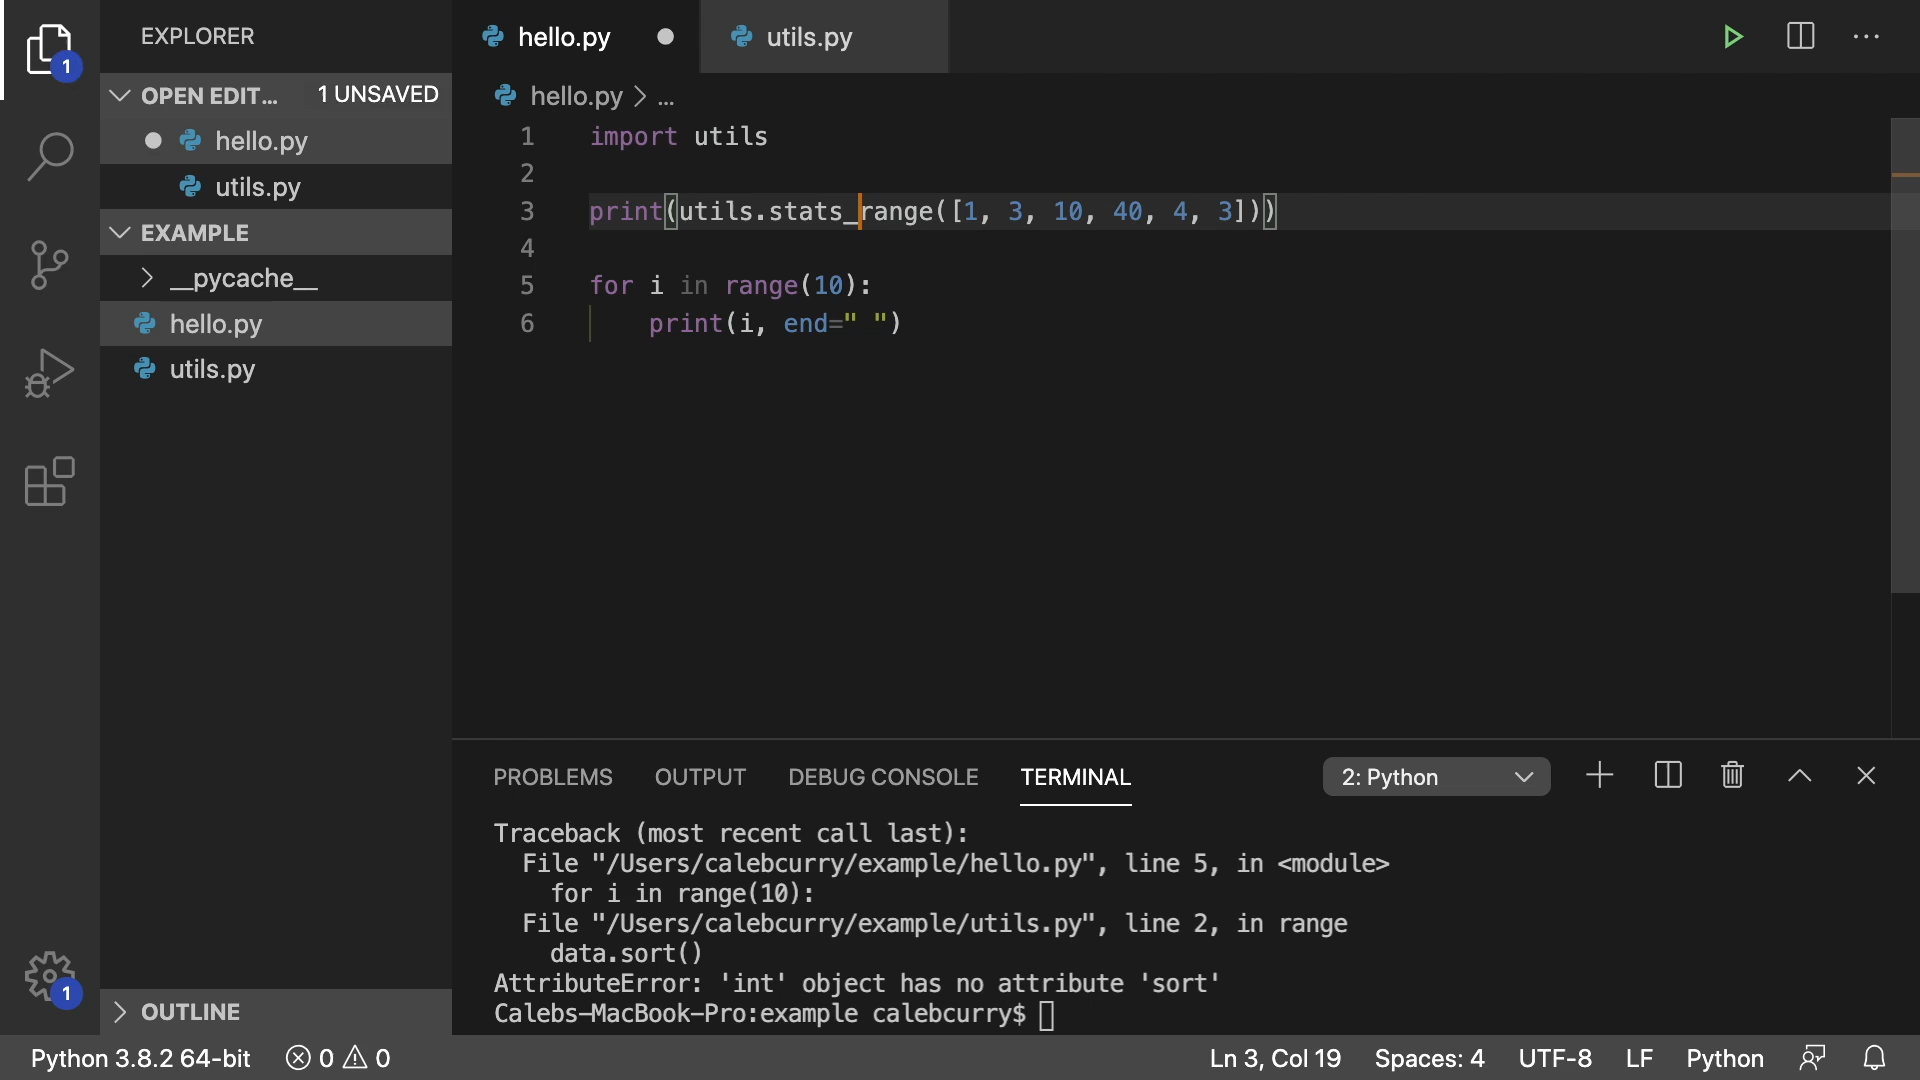 EXPLORER
OPEN EDIT... 1 UNSAVED
hello.py
utils.py
EXAMPLE
__pycache__
hello.py
utils.py
OUTLINE
1
1
hello.py utils.py
hello.py > ...
1 import utils
2
3 print(utils.stats_range([1, 3, 10, 40, 4, 3]))
4
5 for i in range(10):
6 print(i, end=" ")
PROBLEMS OUTPUT DEBUG CONSOLE TERMINAL 2: Python
Traceback (most recent call last):
File "/Users/calebcurry/example/hello.py", line 5, in <module>
for i in range(10):
File "/Users/calebcurry/example/utils.py", line 2, in range
data.sort()
AttributeError: 'int' object has no attribute 'sort'
Calebs-MacBook-Pro:example calebcurry$
Python 3.8.2 64-bit 0 0 Ln 3, Col 19 Spaces: 4 UTF-8 LF Python